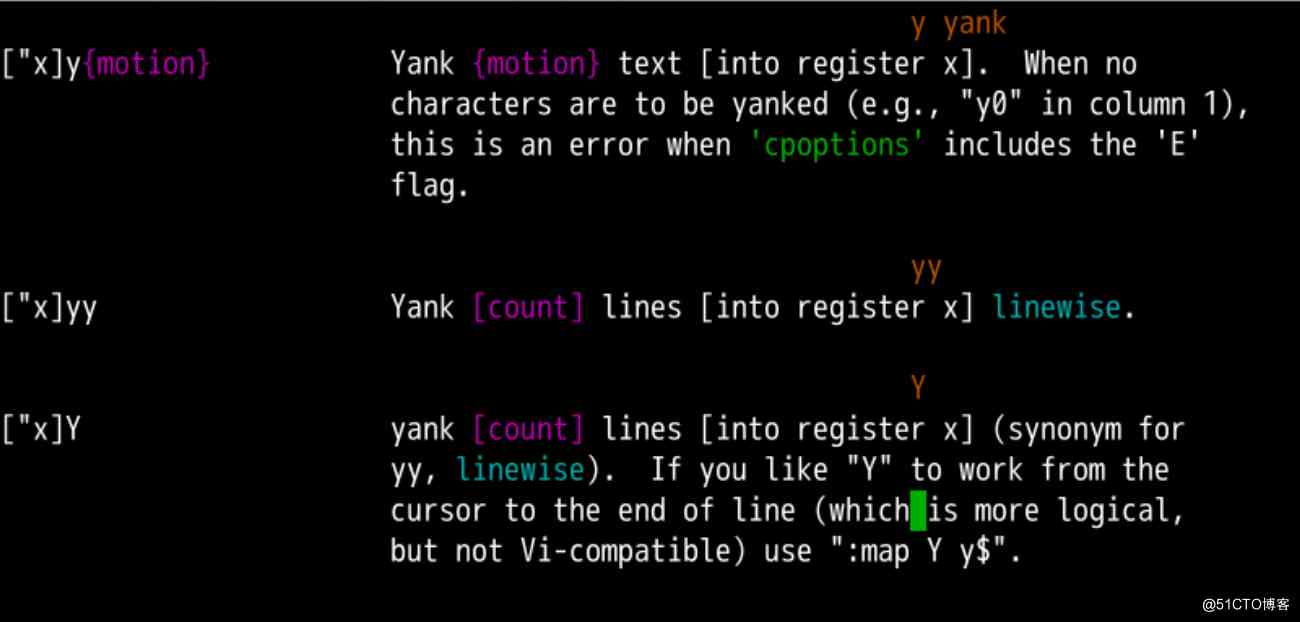 y yank
["x]y{motion} Yank {motion} text [into register x].  When no
characters are to be yanked (e.g., "y0" in column 1),
this is an error when 'cpoptions' includes the 'E'
flag.
yy
["x]yy Yank [count] lines [into register x] linewise.
Y
["x]Y yank [count] lines [into register x] (synonym for
yy, linewise).  If you like "Y" to work from the
cursor to the end of line (which is more logical,
but not Vi-compatible) use ":map Y y$".
@51CTO博客